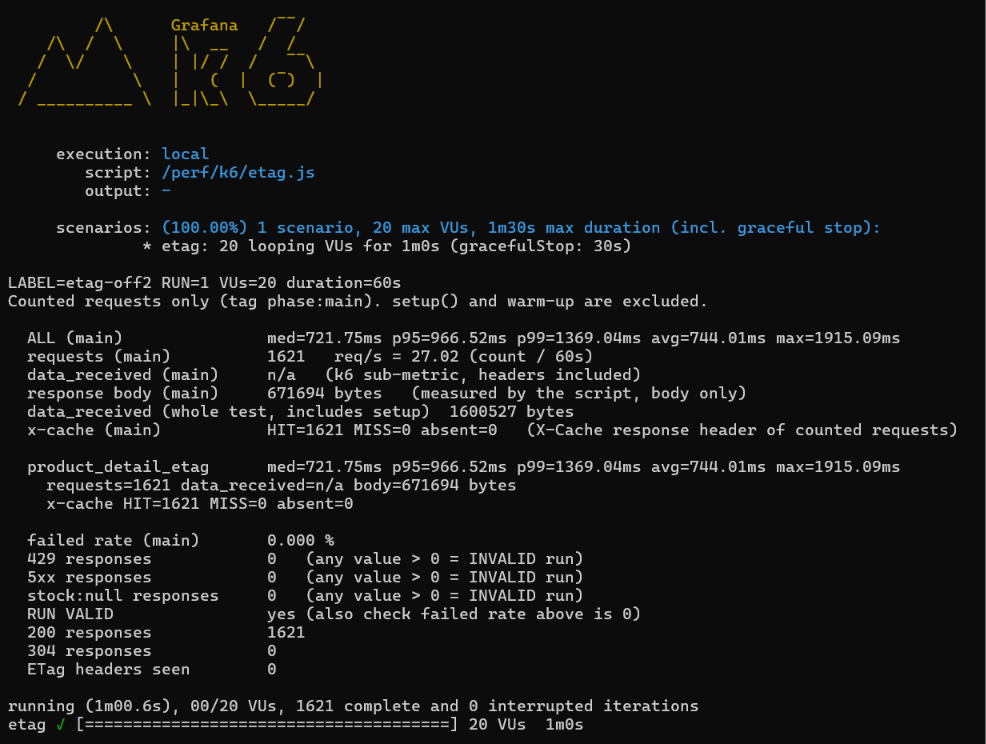 Grafana
execution: local
script: /perf/k6/etag.js
output: -
scenarios: (100.00%) 1 scenario, 20 max VUs, 1m30s max duration (incl. graceful stop):
* etag: 20 looping VUs for 1m0s (gracefulStop: 30s)
LABEL=etag-off2 RUN=1 VUs=20 duration=60s
Counted requests only (tag phase:main). setup() and warm-up are excluded.
ALL (main) med=721.75ms p95=966.52ms p99=1369.04ms avg=744.01ms max=1915.09ms
requests (main) 1621 req/s = 27.02 (count / 60s)
data_received (main) n/a (k6 sub-metric, headers included)
response body (main) 671694 bytes (measured by the script, body only)
data_received (whole test, includes setup) 1600527 bytes
x-cache (main) HIT=1621 MISS=0 absent=0 (X-Cache response header of counted requests)
product_detail_etag med=721.75ms p95=966.52ms p99=1369.04ms avg=744.01ms max=1915.09ms
requests=1621 data_received=n/a body=671694 bytes
x-cache HIT=1621 MISS=0 absent=0
failed rate (main) 0.000 %
429 responses 0 (any value > 0 = INVALID run)
5xx responses 0 (any value > 0 = INVALID run)
stock:null responses 0 (any value > 0 = INVALID run)
RUN VALID yes (also check failed rate above is 0)
200 responses 1621
304 responses 0
ETag headers seen 0
running (1m00.6s), 00/20 VUs, 1621 complete and 0 interrupted iterations
etag ✓ [======================================] 20 VUs 1m0s